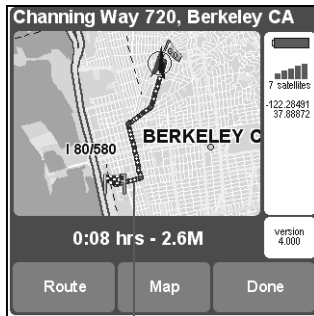 Channing Way 720, Berkeley CA
7 satellites
-122.28491
37.88872
BERKELEY C
I 80/580
0:08 hrs - 2.6M
version
4.000
Route
Map
Done